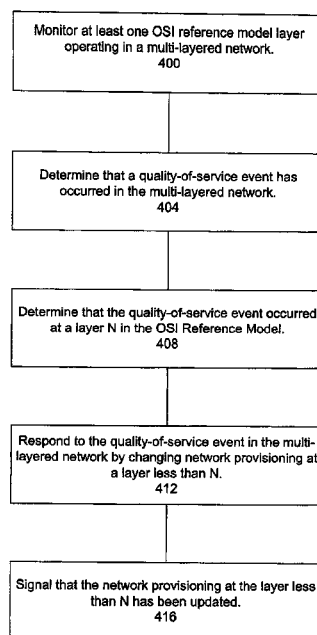 Monitor at least one OSI reference model layer
operating in a multi-layered network.
400
Determine that a quality-of-service event has
occurred in the multi-layered network.
404
Determine that the quality-of-service event occurred
at a layer N in the OSI Reference Model.
408
Respond to the quality-of-service event in the multi-
layered network by changing network provisioning at
a layer less than N.
412
Signal that the network provisioning at the layer less
than N has been updated.
416